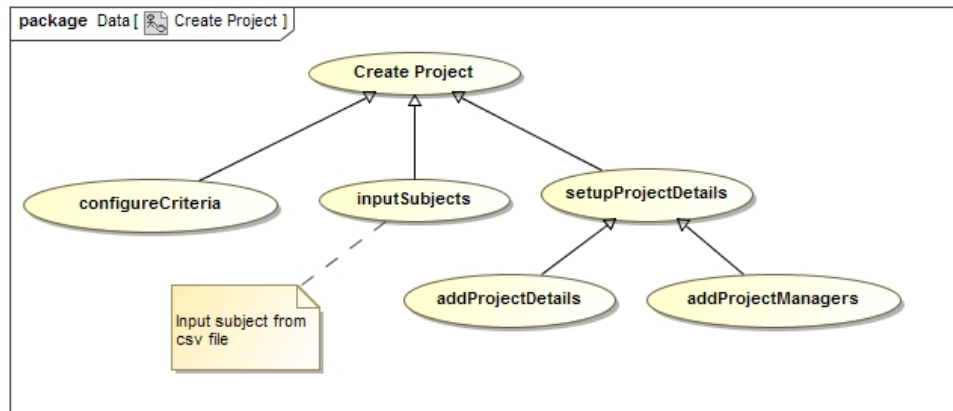 package Data [ Create Project ]
Create Project
configureCriteria
inputSubjects
setupProjectDetails
addProjectDetails
addProjectManagers
Input subject from
csv file